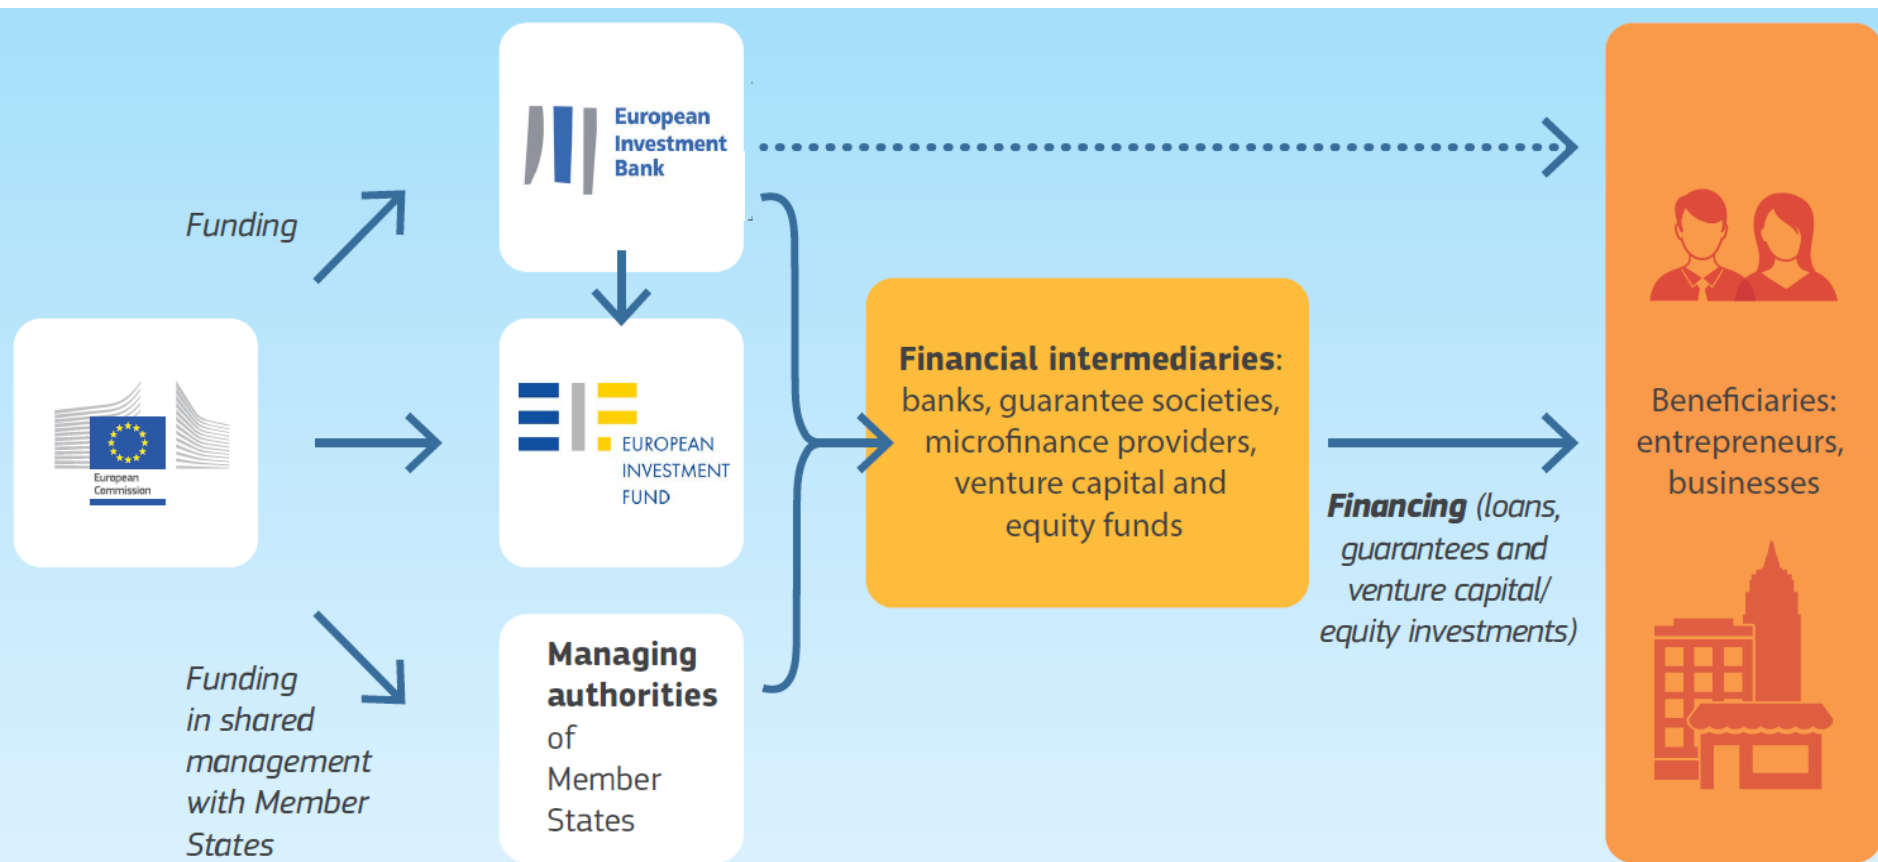 European
Investment
Bank
Funding
European
Commission
EIF
EUROPEAN
INVESTMENT
FUND
Funding
in shared
management
with Member
States
Managing
authorities
of
Member
States
Financial intermediaries:
banks, guarantee societies,
microfinance providers,
venture capital and
equity funds
Financing (loans,
guarantees and
venture capital/
equity investments)
Beneficiaries:
entrepreneurs,
businesses